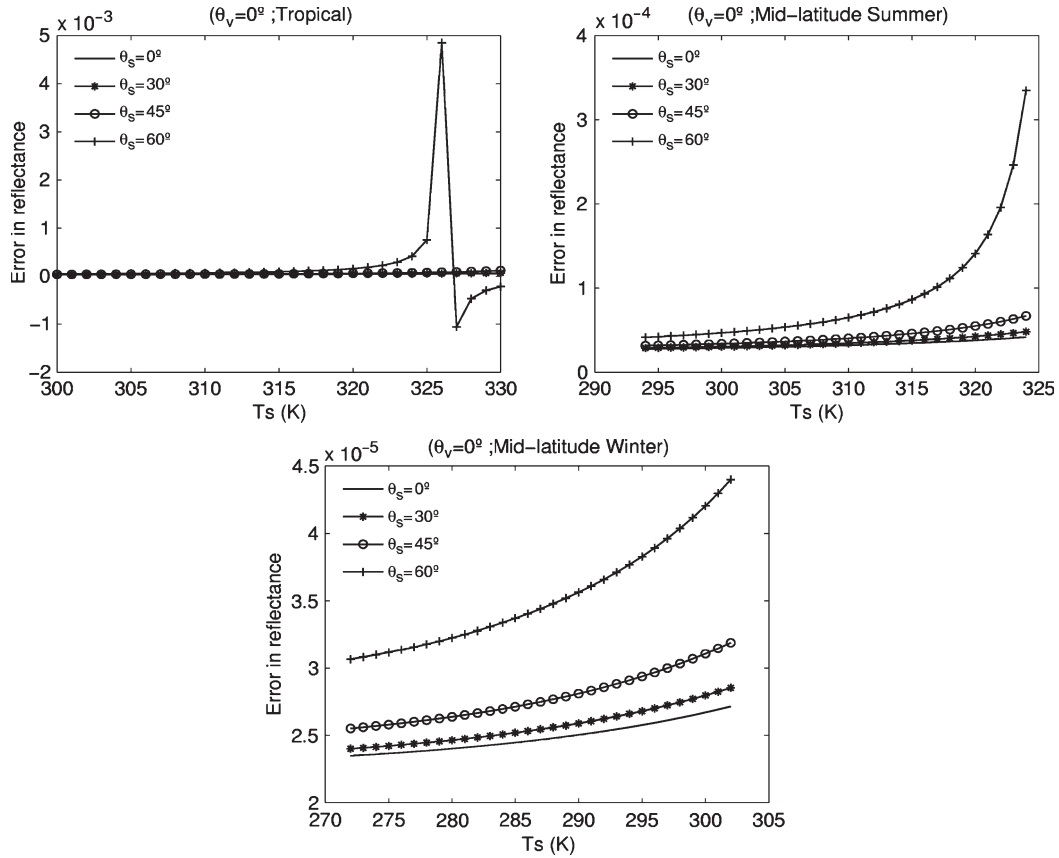 x 10⁻³
(θv=0º ;Tropical)
5
4
3
2
1
0
−1
−2
Error in reflectance
θs=0º
θs=30º
θs=45º
θs=60º
300 305 310 315 320 325 330
Ts (K)
x 10⁻⁴
(θv=0º ;Mid−latitude Summer)
4
3
2
1
0
Error in reflectance
θs=0º
θs=30º
θs=45º
θs=60º
290 295 300 305 310 315 320 325
Ts (K)
x 10⁻⁵
(θv=0º ;Mid−latitude Winter)
4.5
4
3.5
3
2.5
2
Error in reflectance
θs=0º
θs=30º
θs=45º
θs=60º
270 275 280 285 290 295 300 305
Ts (K)